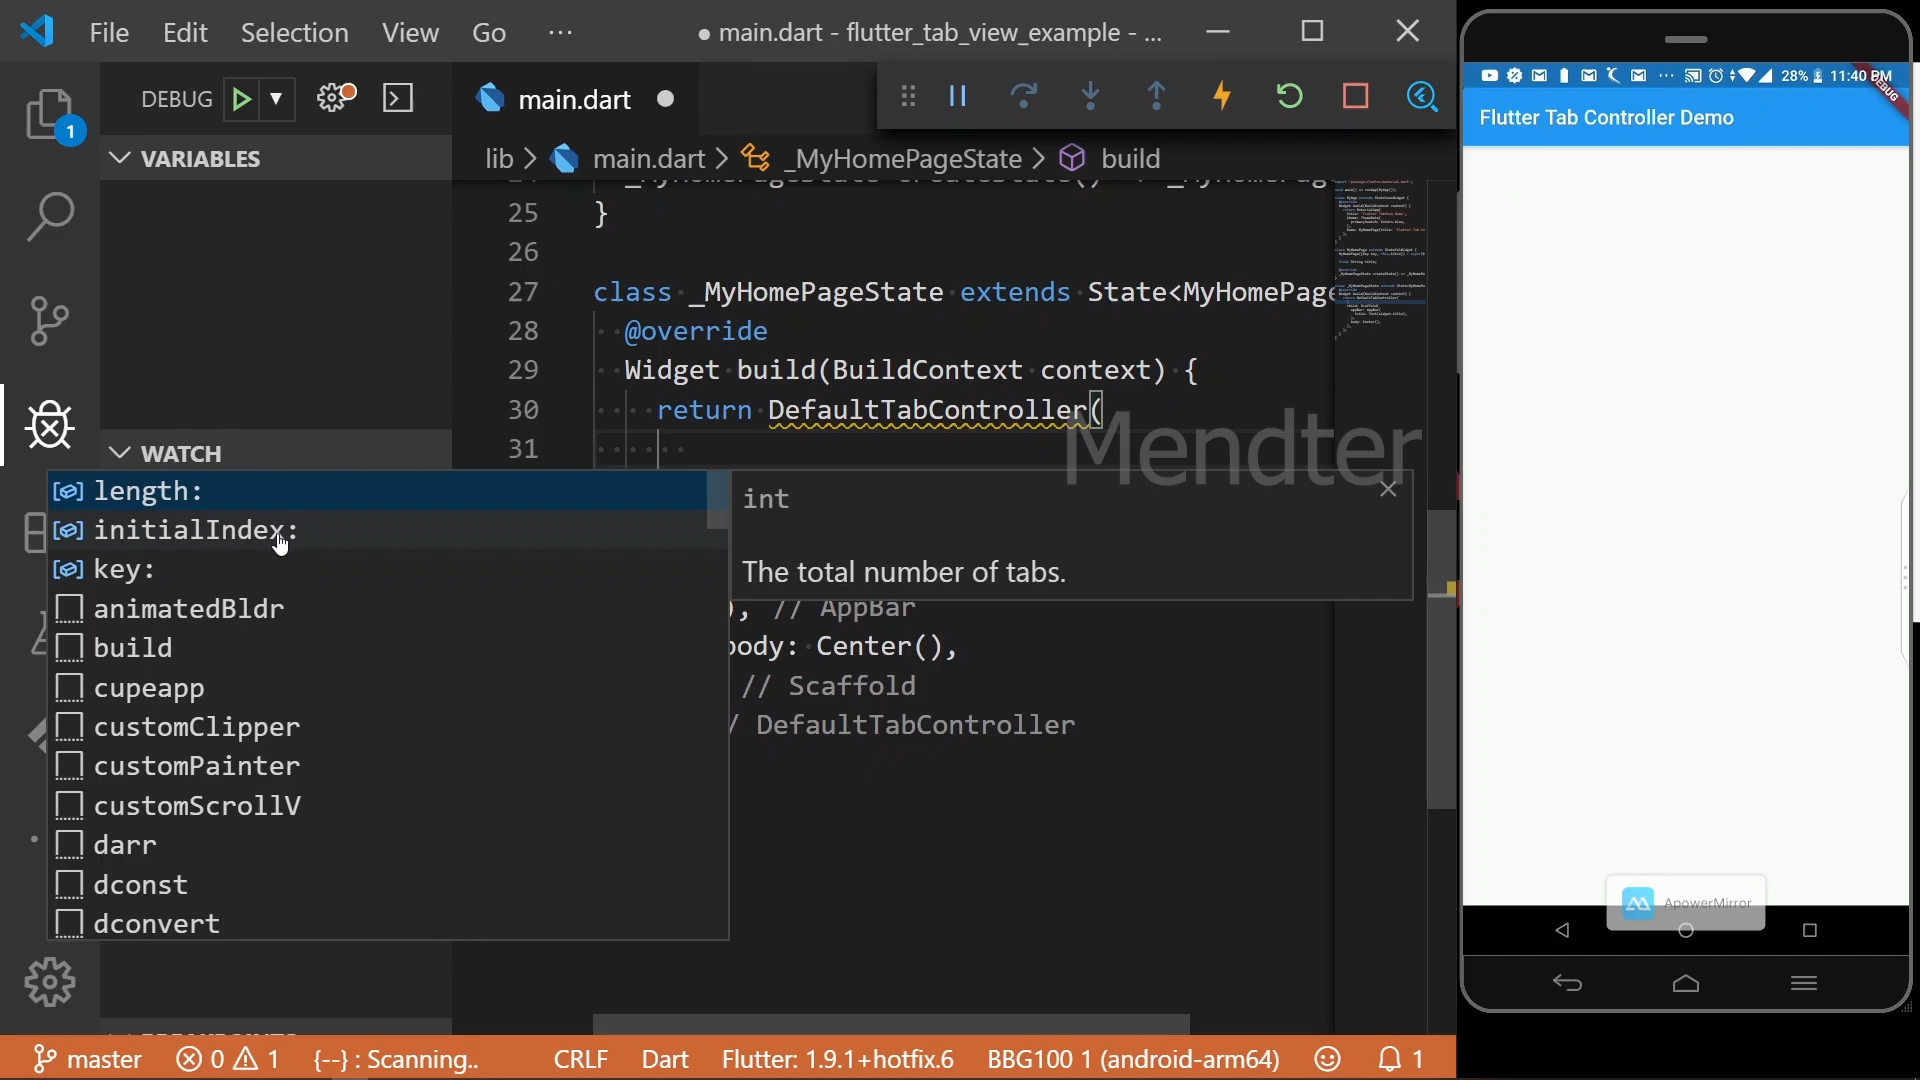 File Edit Selection View Go ···
● main.dart - flutter_tab_view_example - ...
DEBUG
main.dart ●
1
VARIABLES
lib > main.dart > _MyHomePageState > build
25 }
26
27 class _MyHomePageState extends State<MyHomePage
28 @override
29 Widget build(BuildContext context) {
30 return DefaultTabController(
31
Mendter
WATCH
length:
initialIndex:
key:
animatedBldr
build
cupeapp
customClipper
customPainter
customScrollV
darr
dconst
dconvert
int
The total number of tabs.
), // AppBar
body: Center(),
// Scaffold
/ DefaultTabController
master 0 1 {--} : Scanning.. CRLF Dart Flutter: 1.9.1+hotfix.6 BBG100 1 (android-arm64) 1
28% 11:40 PM
Flutter Tab Controller Demo
ApowerMirror